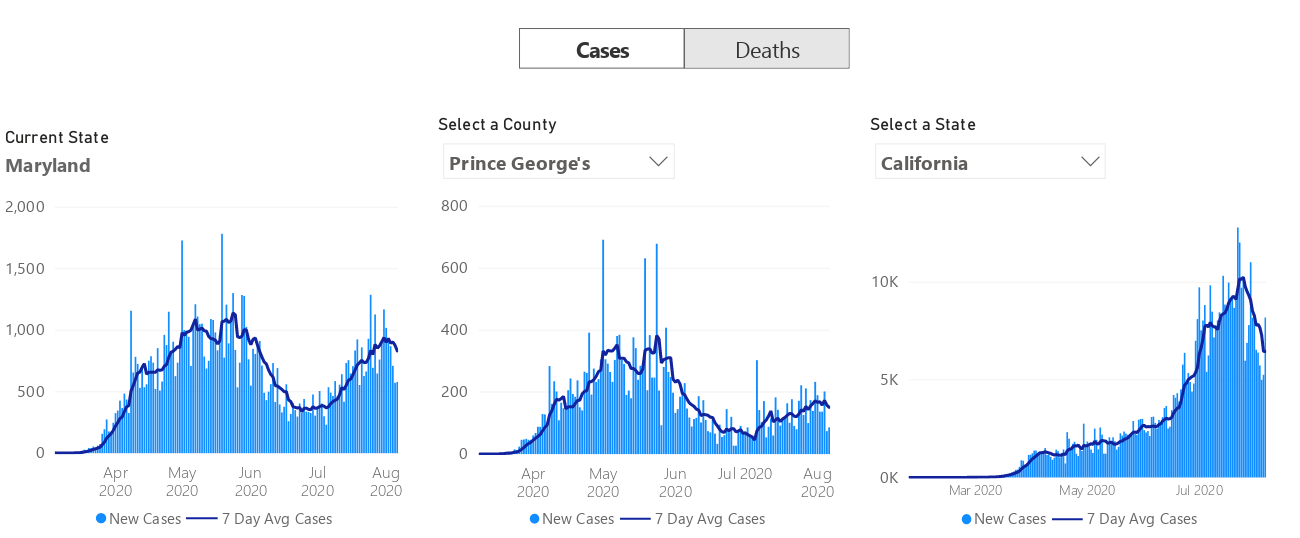 Cases Deaths
Current State
Maryland
2,000
1,500
1,000
500
0
Apr May Jun Jul Aug
2020 2020 2020 2020 2020
New Cases 7 Day Avg Cases
Select a County
Prince George's
800
600
400
200
0
Apr May Jun Jul 2020 Aug
2020 2020 2020 2020
New Cases 7 Day Avg Cases
Select a State
California
10K
5K
0K
Mar 2020 May 2020 Jul 2020
New Cases 7 Day Avg Cases